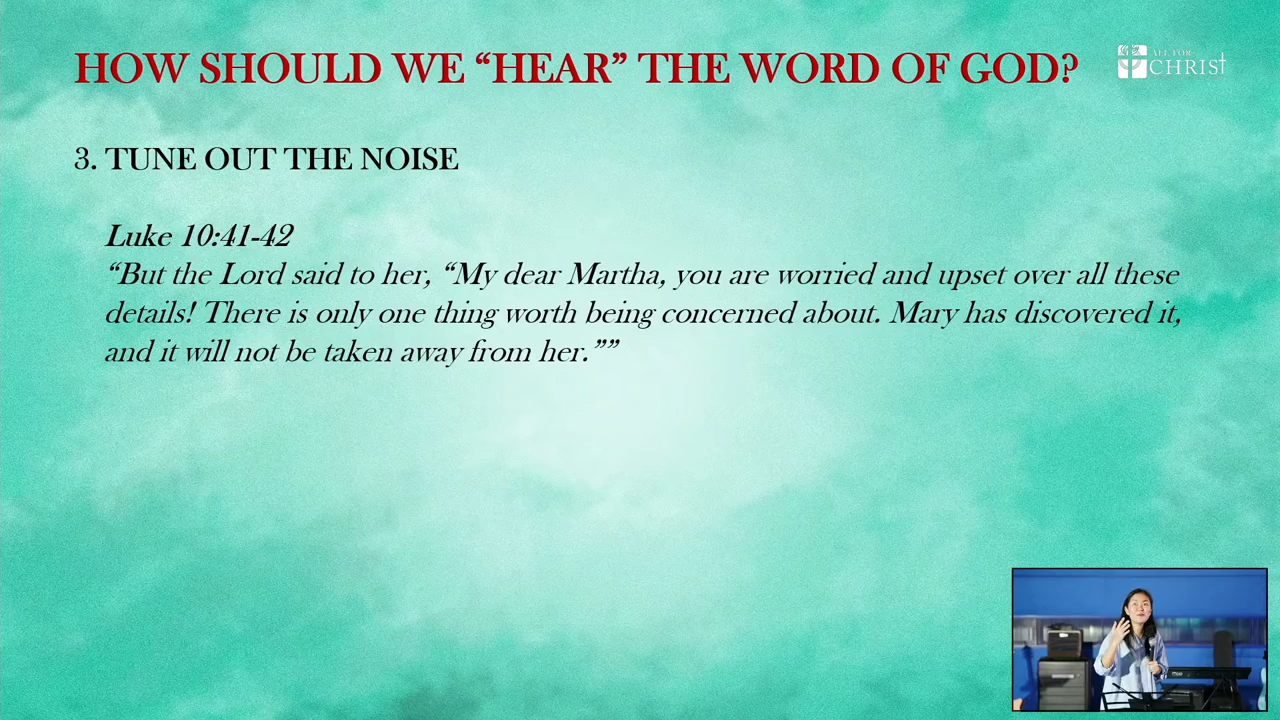 HOW SHOULD WE “HEAR” THE WORD OF GOD?
ALL FOR
CHRIST
3. TUNE OUT THE NOISE
Luke 10:41-42
“But the Lord said to her, “My dear Martha, you are worried and upset over all these
details! There is only one thing worth being concerned about. Mary has discovered it,
and it will not be taken away from her.””